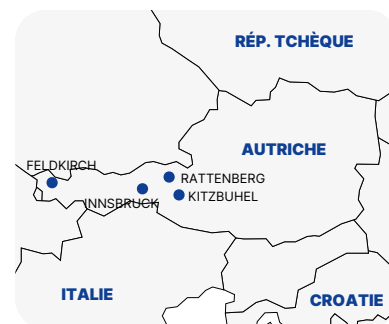 RÉP. TCHÈQUE
AUTRICHE
FELDKIRCH
RATTENBERG
KITZBUHEL
INNSBRUCK
ITALIE
CROATIE